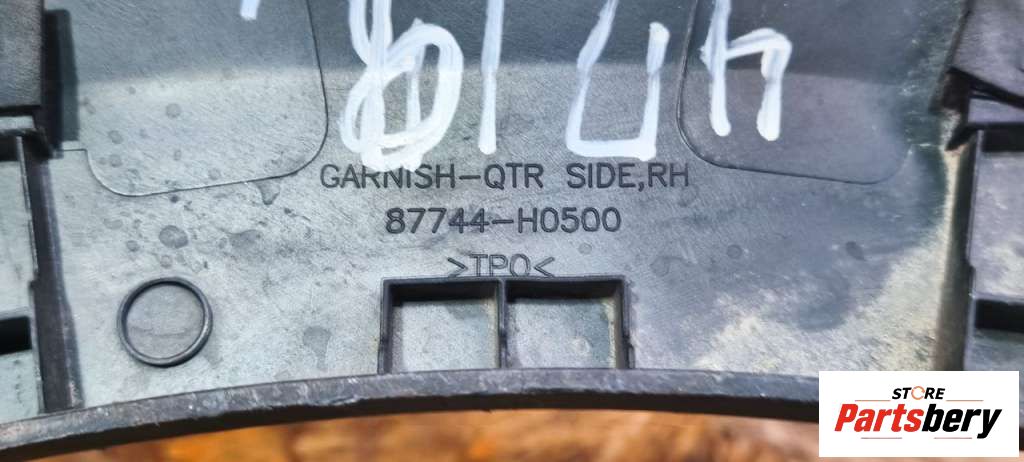 GARNISH-QTR SIDE,RH
87744-H0500
>TPO<
STORE
Partsbery